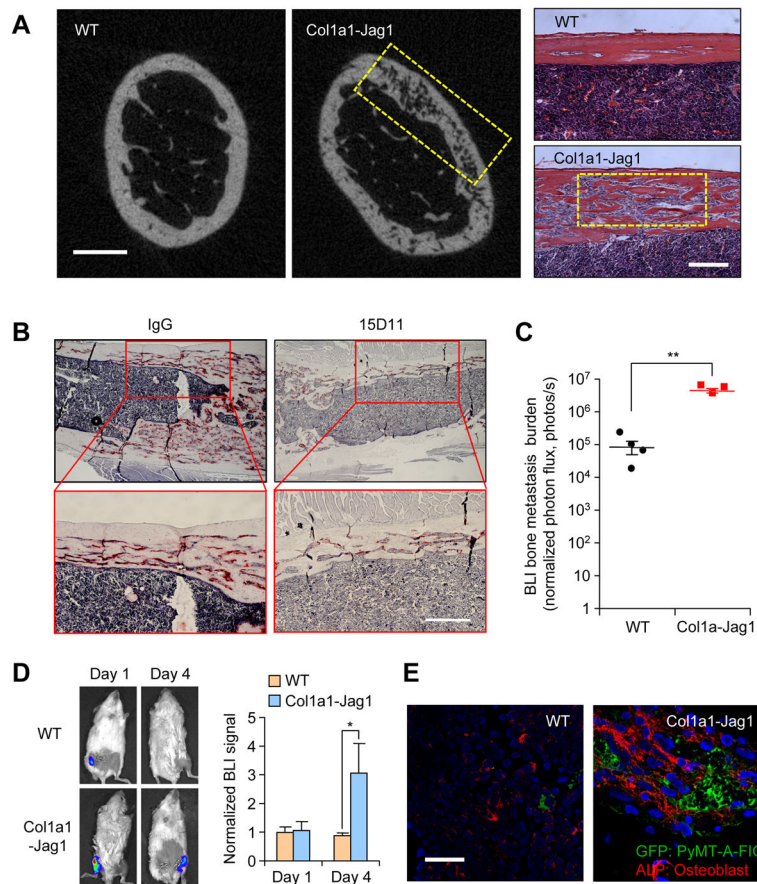 A
WT
Col1a1-Jag1
WT
Col1a1-Jag1
B
IgG
15D11
C
**
BLI bone metastasis burden
(normalized photon flux, photos/s)
10⁷
10⁶
10⁵
10⁴
10³
10²
10¹
1
WT
Col1a-Jag1
D
Day 1
Day 4
WT
Col1a1
-Jag1
WT
Col1a1-Jag1
Normalized BLI signal
5
4
3
2
1
0
*
Day 1
Day 4
E
WT
Col1a1-Jag1
GFP: PyMT-A-FIG
ALP: Osteoblast